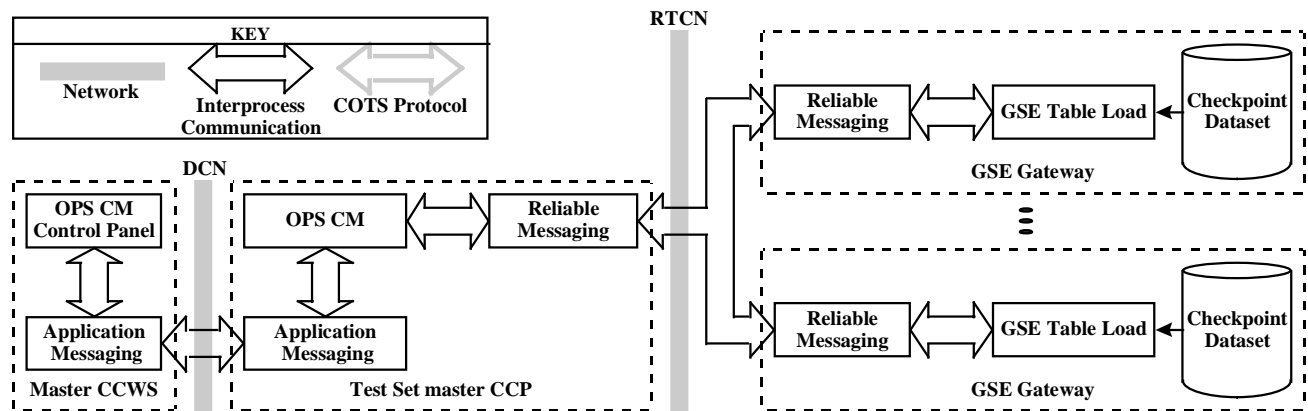 KEY
Network
Interprocess
Communication
COTS Protocol
RTCN
Reliable
Messaging
GSE Table Load
Checkpoint
Dataset
GSE Gateway
DCN
OPS CM
Control Panel
Application
Messaging
Master CCWS
OPS CM
Reliable
Messaging
Application
Messaging
Test Set master CCP
Reliable
Messaging
GSE Table Load
Checkpoint
Dataset
GSE Gateway